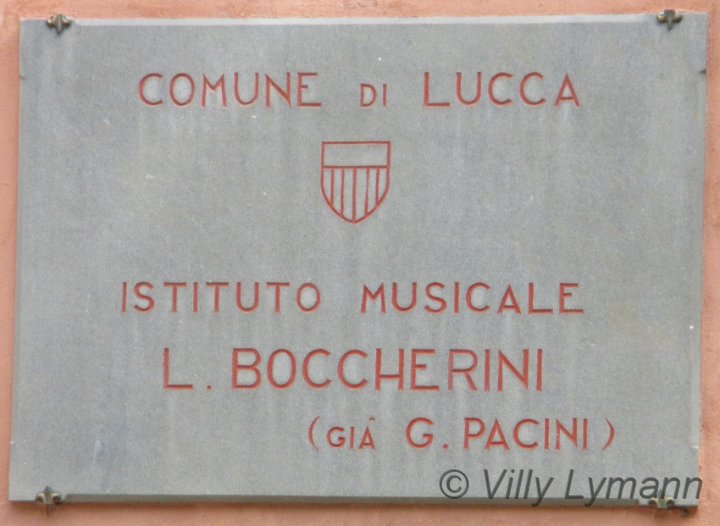 COMUNE DI LUCCA
ISTITUTO MUSICALE
L. BOCCHERINI
(GIÀ G. PACINI)
© Villy Lymann